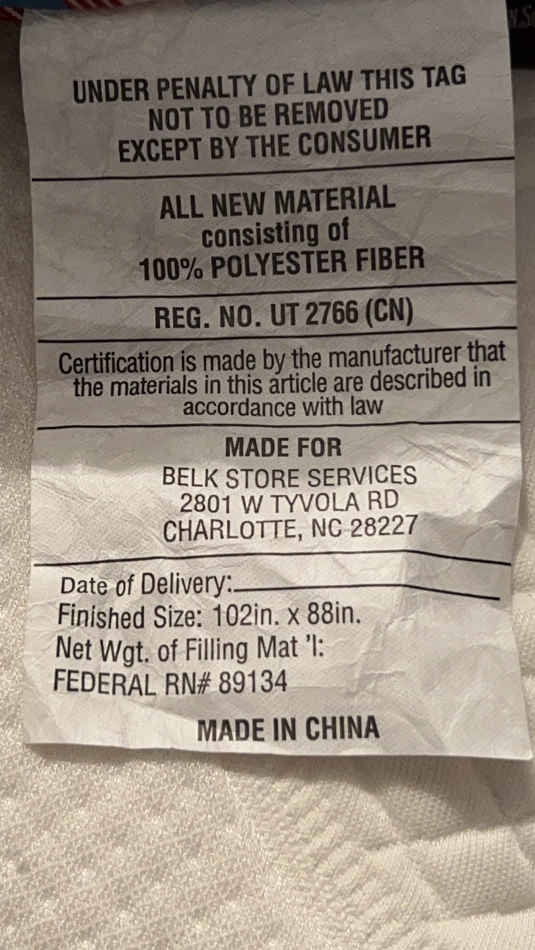 UNDER PENALTY OF LAW THIS TAG
NOT TO BE REMOVED
EXCEPT BY THE CONSUMER
ALL NEW MATERIAL
consisting of
100% POLYESTER FIBER
REG. NO. UT 2766 (CN)
Certification is made by the manufacturer that
the materials in this article are described in
accordance with law
MADE FOR
BELK STORE SERVICES
2801 W TYVOLA RD
CHARLOTTE, NC 28227
Date of Delivery:
Finished Size: 102in. x 88in.
Net Wgt. of Filling Mat 'l:
FEDERAL RN# 89134
MADE IN CHINA